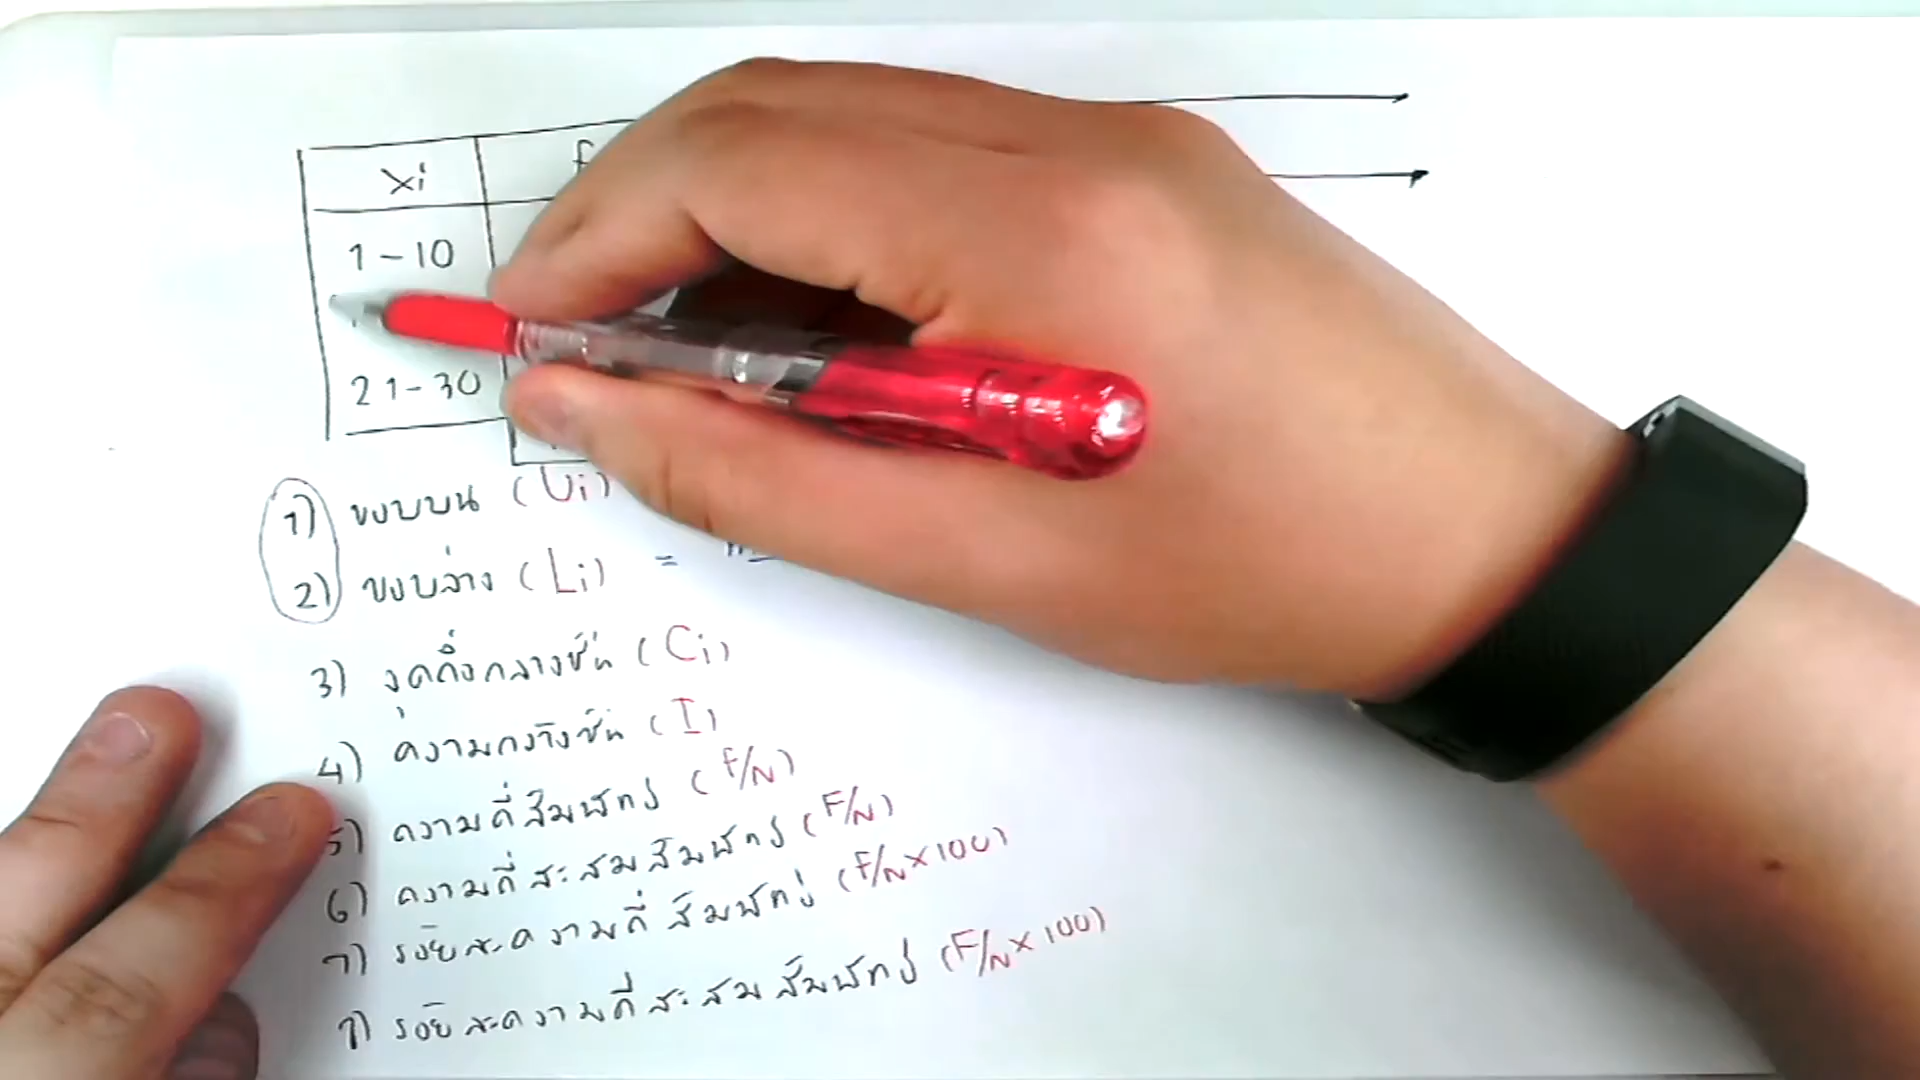 xi f
1-10
21-30
1) ขอบบน (Ui)
2) ขอบล่าง (Li) =
3) จุดกึ่งกลางชั้น (Ci)
4) ความกว้างชั้น (I)
5) ความถี่สัมพัทธ์ (f/N)
6) ความถี่สะสมสัมพัทธ์ (F/N)
7) ร้อยละความถี่สัมพัทธ์ (f/N×100)
8) ร้อยละความถี่สะสมสัมพัทธ์ (F/N×100)